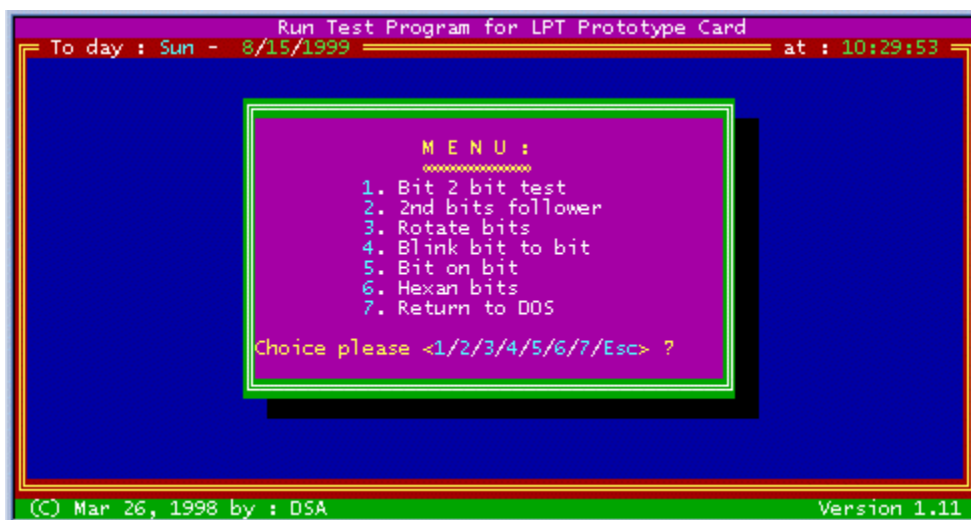 Run Test Program for LPT Prototype Card
To day : Sun - 8/15/1999 at : 10:29:53
M E N U :
1. Bit 2 bit test
2. 2nd bits follower
3. Rotate bits
4. Blink bit to bit
5. Bit on bit
6. Hexan bits
7. Return to DOS
Choice please <1/2/3/4/5/6/7/Esc> ?
(C) Mar 26, 1998 by : DSA Version 1.11